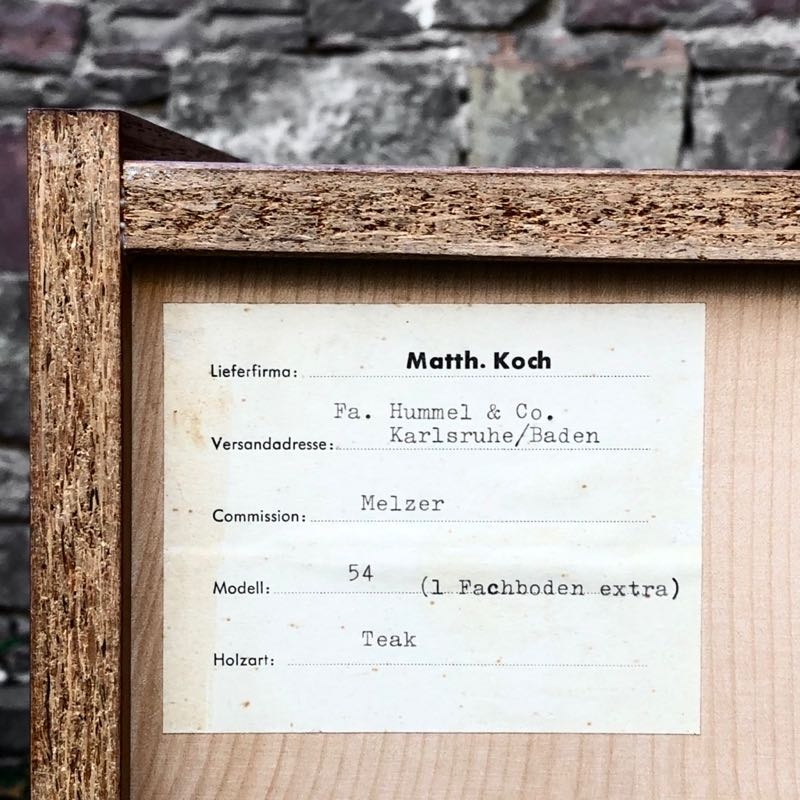 Lieferfirma: Matth. Koch
Fa. Hummel & Co.
Versandadresse: Karlsruhe/Baden
Commission: Melzer
Modell: 54 (1 Fachboden extra)
Holzart: Teak